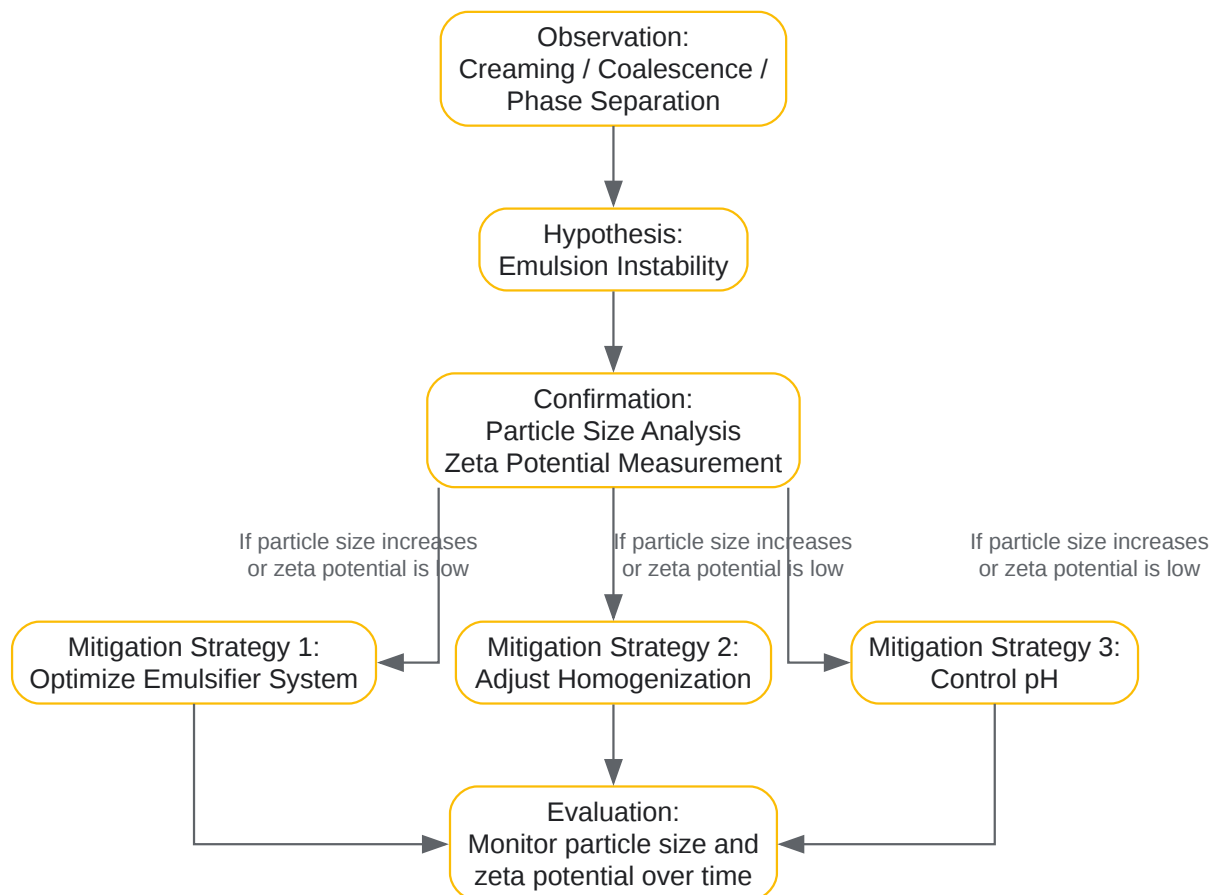 Observation:
Creaming / Coalescence /
Phase Separation
Hypothesis:
Emulsion Instability
Confirmation:
Particle Size Analysis
Zeta Potential Measurement
If particle size increases
or zeta potential is low
If particle size increases
or zeta potential is low
If particle size increases
or zeta potential is low
Mitigation Strategy 1:
Optimize Emulsifier System
Mitigation Strategy 2:
Adjust Homogenization
Mitigation Strategy 3:
Control pH
Evaluation:
Monitor particle size and
zeta potential over time